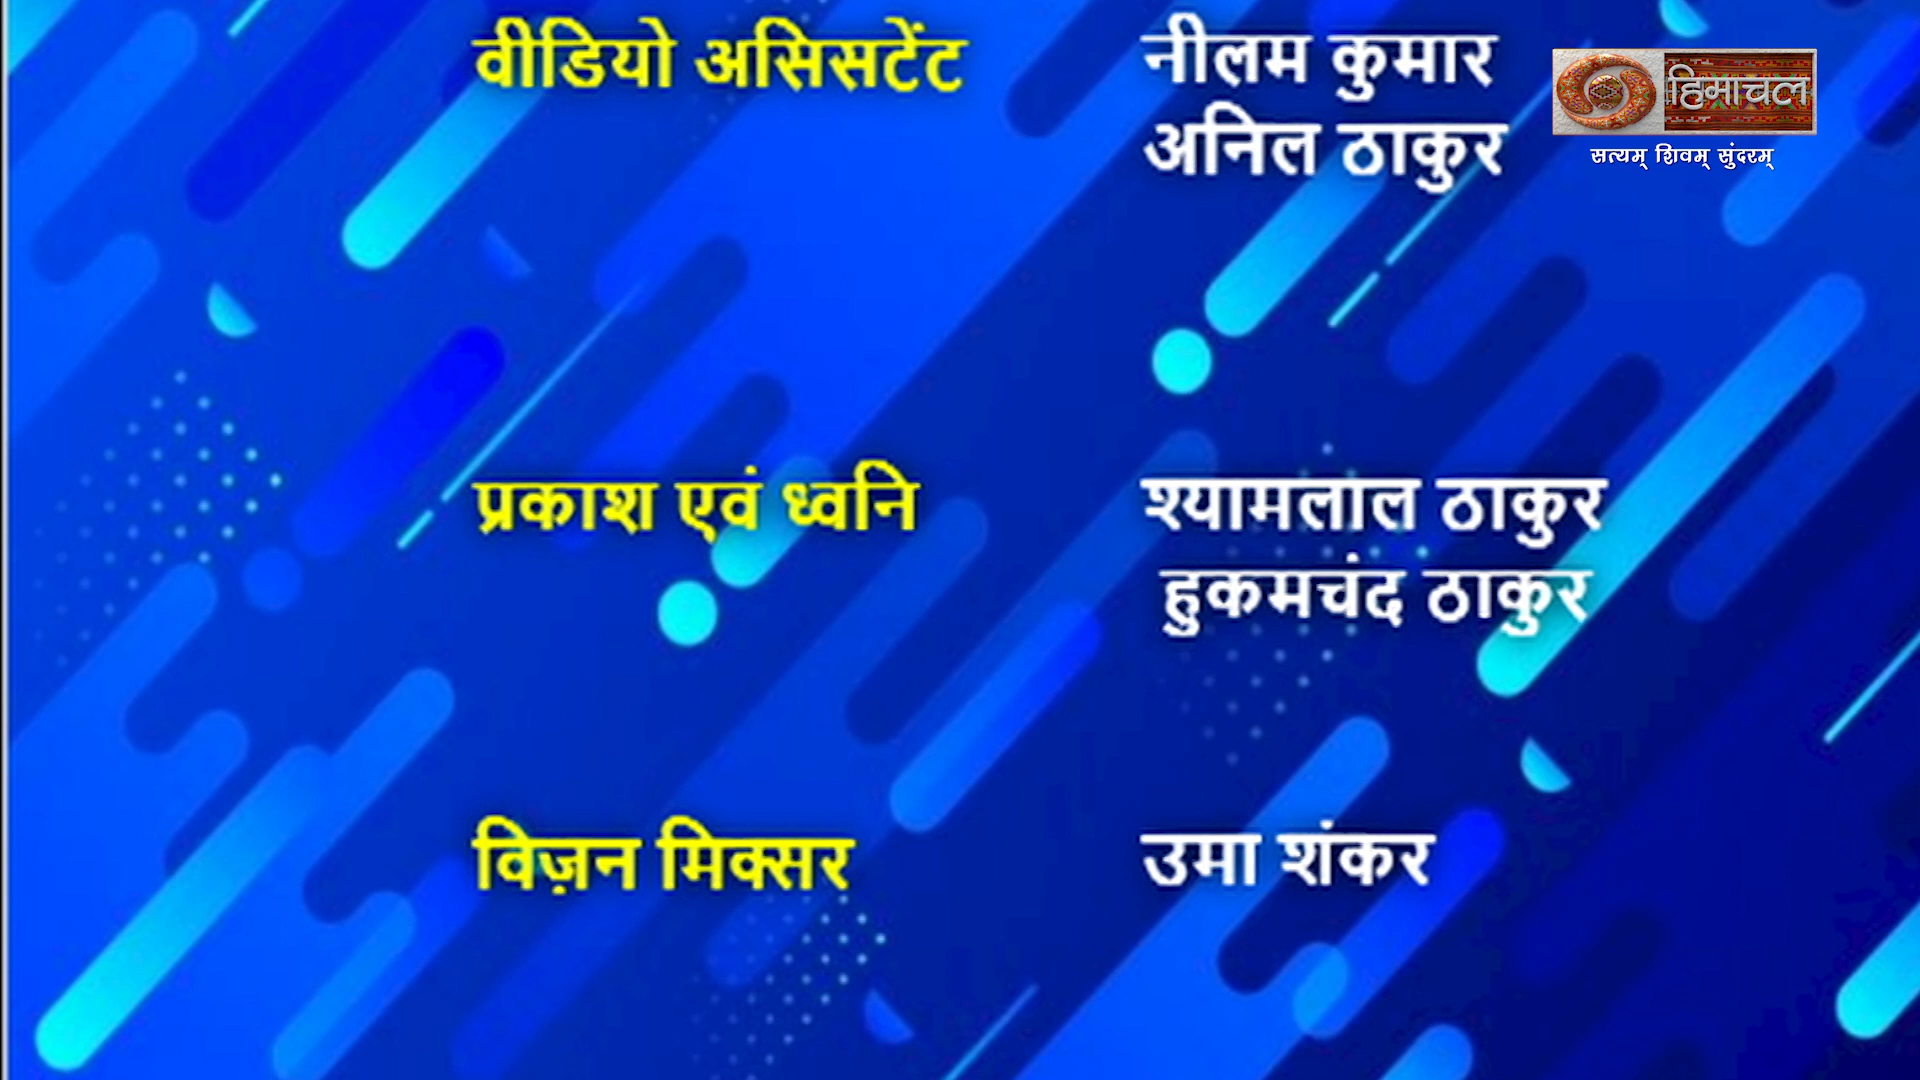 वीडियो असिसटेंट नीलम कुमार
अनिल ठाकुर
हिमाचल
सत्यम् शिवम् सुंदरम्
प्रकाश एवं ध्वनि श्यामलाल ठाकुर
हुकमचंद ठाकुर
विज़न मिक्सर उमा शंकर